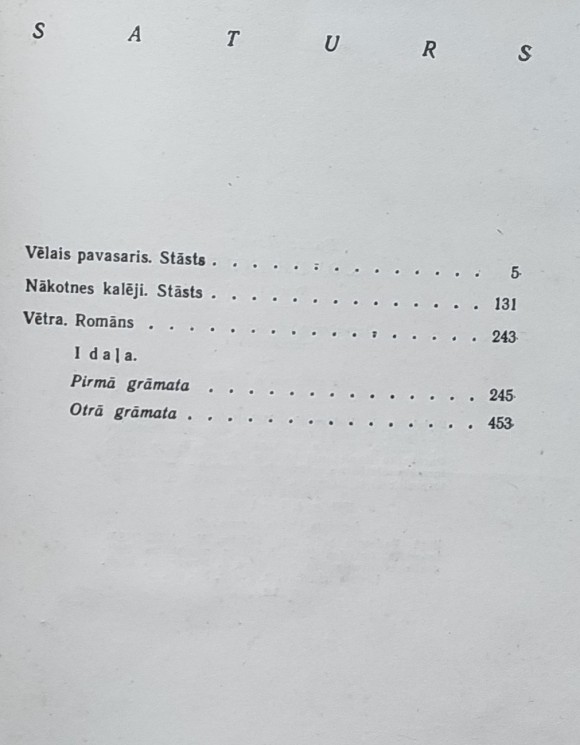 S A T U R S
Vēlais pavasaris. Stāsts . . . . . . . . . . . . . . 5
Nākotnes kalēji. Stāsts . . . . . . . . . . . . . . 131
Vētra. Romāns . . . . . . . . . . . . . . . . . 243
I daļa.
Pirmā grāmata . . . . . . . . . . . . . . 245
Otrā grāmata . . . . . . . . . . . . . . . 453